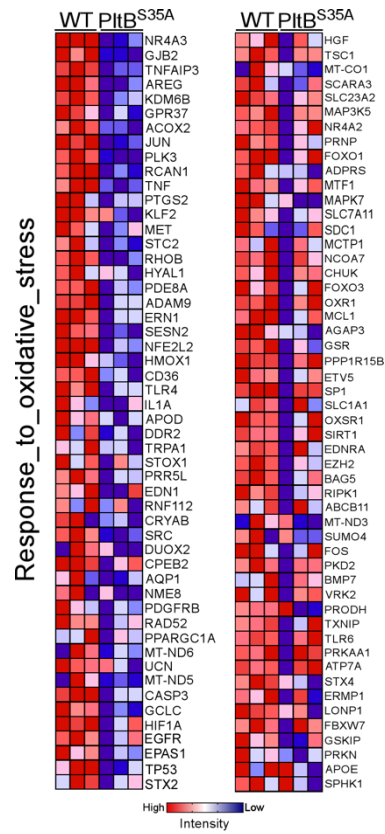 WT PltB^S35A
NR4A3
GJB2
TNFAIP3
AREG
KDM6B
GPR37
ACOX2
JUN
PLK3
RCAN1
TNF
PTGS2
KLF2
MET
STC2
RHOB
HYAL1
PDE8A
ADAM9
ERN1
SESN2
NFE2L2
HMOX1
CD36
TLR4
IL1A
APOD
DDR2
TRPA1
STOX1
PRR5L
EDN1
RNF112
CRYAB
SRC
DUOX2
CPEB2
AQP1
NME8
PDGFRB
RAD52
PPARGC1A
MT-ND6
UCN
MT-ND5
CASP3
GCLC
HIF1A
EGFR
EPAS1
TP53
STX2
Response_to_oxidative_stress
WT PltB^S35A
HGF
TSC1
MT-CO1
SCARA3
SLC23A2
MAP3K5
NR4A2
PRNP
FOXO1
ADPRS
MTF1
MAPK7
SLC7A11
SDC1
MCTP1
NCOA7
CHUK
FOXO3
OXR1
MCL1
AGAP3
GSR
PPP1R15B
ETV5
SP1
SLC1A1
OXSR1
SIRT1
EDNRA
EZH2
BAG5
RIPK1
ABCB11
MT-ND3
SUMO4
FOS
PKD2
BMP7
VRK2
PRODH
TXNIP
TLR6
PRKAA1
ATP7A
STX4
ERMP1
LONP1
FBXW7
GSKIP
PRKN
APOE
SPHK1
High Low
Intensity